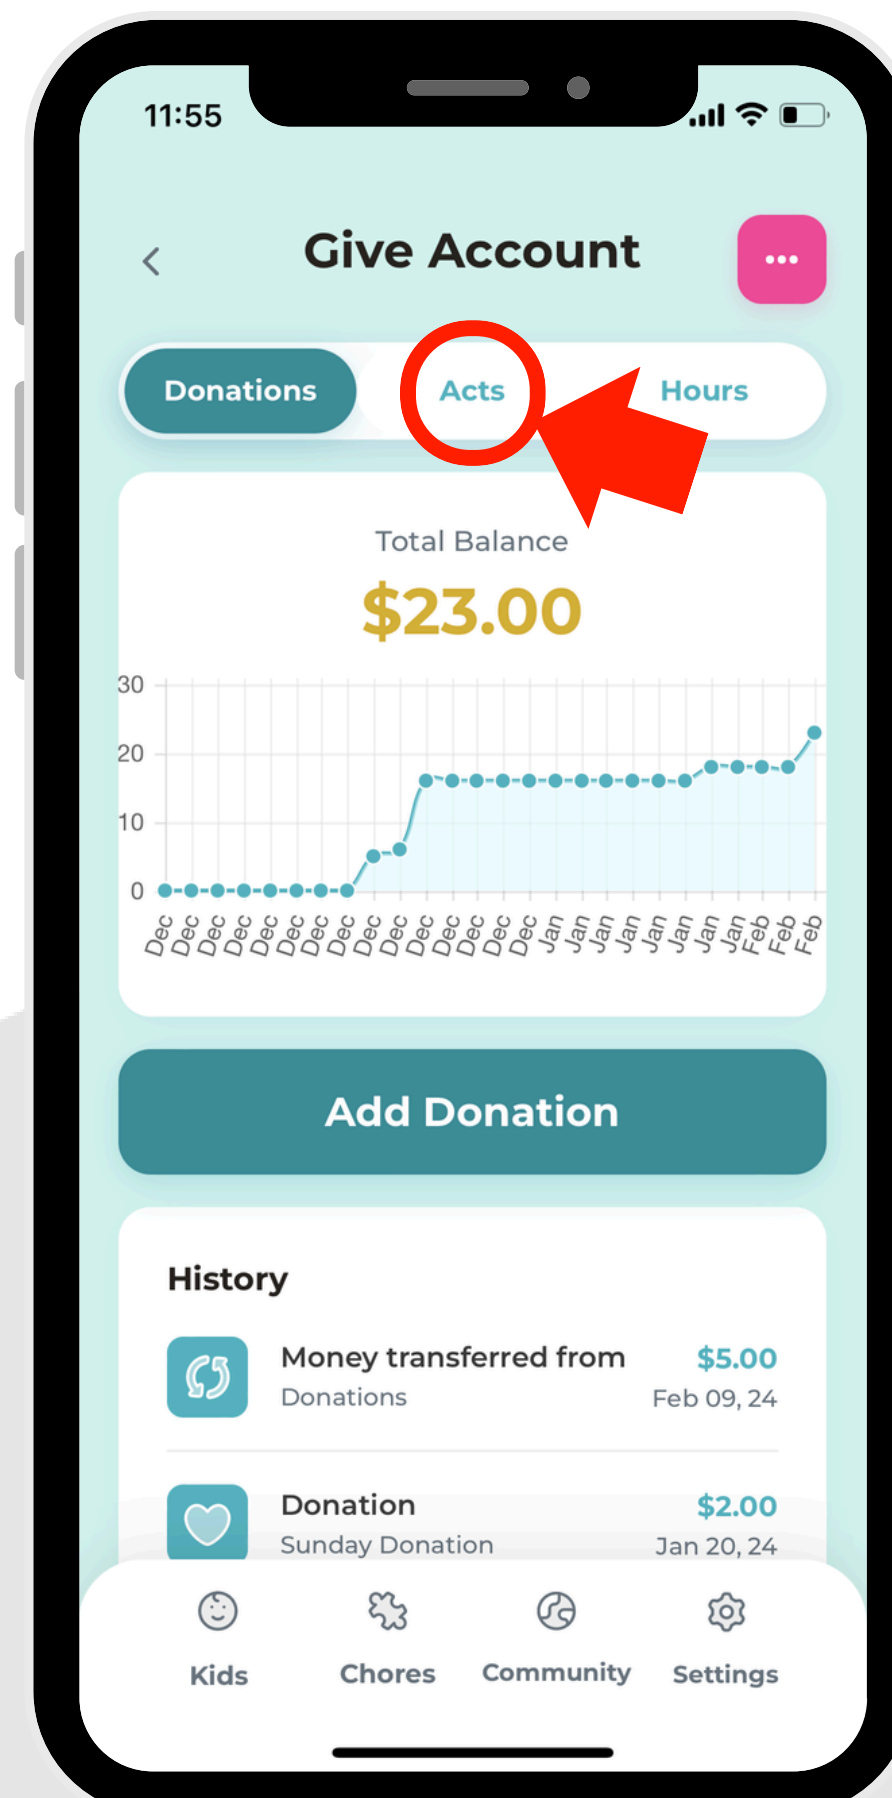 11:55
Give Account
Donations Acts Hours
Total Balance
$23.00
30
20
10
0
Dec Dec Dec Dec Dec Dec Dec Dec Dec Dec Dec Dec Dec Dec Dec Jan Jan Jan Jan Jan Jan Jan Jan Feb Feb Feb
Add Donation
History
Money transferred from $5.00
Donations Feb 09, 24
Donation $2.00
Sunday Donation Jan 20, 24
Kids Chores Community Settings